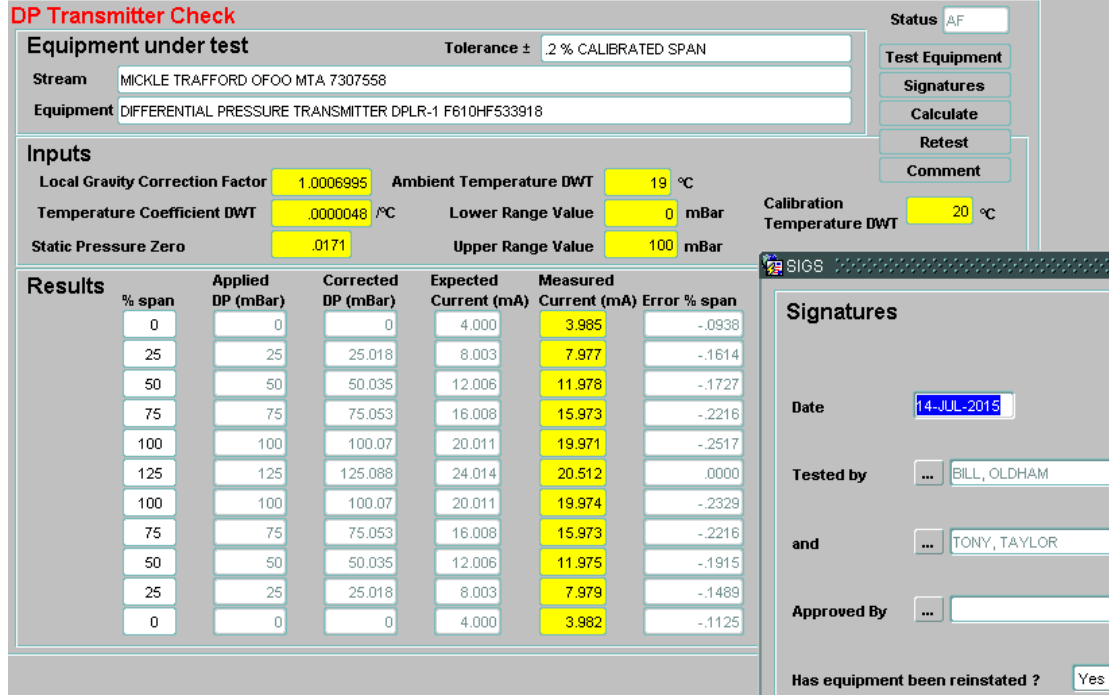 DP Transmitter Check
Status AF
Equipment under test
Tolerance ± .2 % CALIBRATED SPAN
Test Equipment
Stream MICKLE TRAFFORD OFOO MTA 7307558
Signatures
Equipment DIFFERENTIAL PRESSURE TRANSMITTER DPLR-1 F610HF533918
Calculate
Retest
Comment
Inputs
Local Gravity Correction Factor 1.0006995 Ambient Temperature DWT 19 ºC
Temperature Coefficient DWT .0000048 /ºC Lower Range Value 0 mBar Calibration Temperature DWT 20 ºC
Static Pressure Zero .0171 Upper Range Value 100 mBar
Results
% span Applied DP (mBar) Corrected DP (mBar) Expected Current (mA) Measured Current (mA) Error % span
0 0 0 4.000 3.985 -.0938
25 25 25.018 8.003 7.977 -.1614
50 50 50.035 12.006 11.978 -.1727
75 75 75.053 16.008 15.973 -.2216
100 100 100.07 20.011 19.971 -.2517
125 125 125.088 24.014 20.512 .0000
100 100 100.07 20.011 19.974 -.2329
75 75 75.053 16.008 15.973 -.2216
50 50 50.035 12.006 11.975 -.1915
25 25 25.018 8.003 7.979 -.1489
0 0 0 4.000 3.982 -.1125
SIGS
Signatures
Date 14-JUL-2015
Tested by ... BILL, OLDHAM
and ... TONY, TAYLOR
Approved By ...
Has equipment been reinstated ? Yes